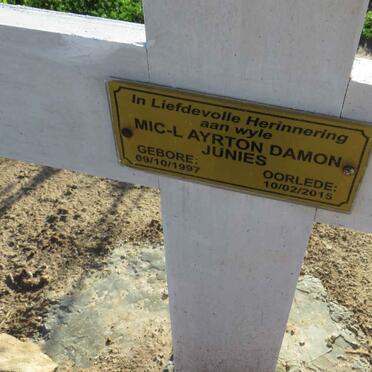 In Liefdevolle Herinnering
aan wyle
MIC-L AYRTON DAMON
JUNIES
GEBORE: OORLEDE:
09/10/1997 10/02/2015